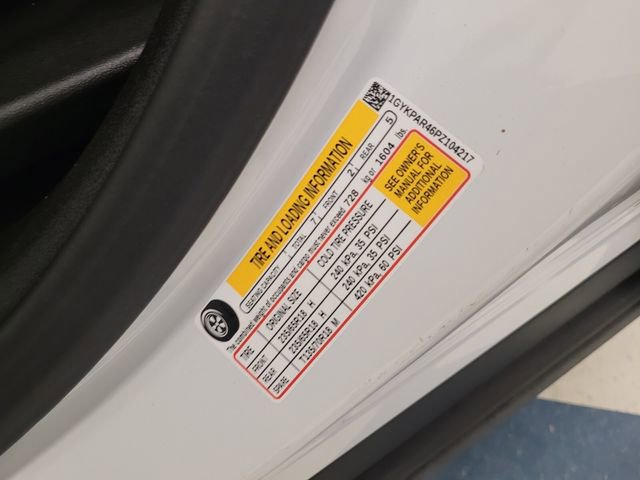 1GYKPAR46PZ104217
TIRE AND LOADING INFORMATION
SEATING CAPACITY TOTAL 7 FRONT 2 REAR 5
The combined weight of occupants and cargo must never exceed 728 kg or 1604 lbs.
TIRE ORIGINAL SIZE COLD TIRE PRESSURE
FRONT 235/65R18 H 240 kPa, 35 PSI
REAR 235/65R18 H 240 kPa, 35 PSI
SPARE T135/70R18 M 420 kPa, 60 PSI
SEE OWNER'S
MANUAL FOR
ADDITIONAL
INFORMATION